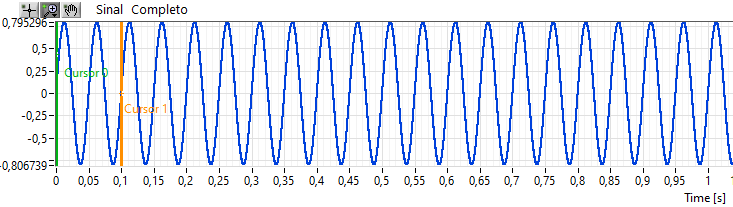 Sinal Completo
0,795296
0,5
0,25
Cursor 0
0
Cursor 1
-0,25
-0,5
-0,806739
0 0,05 0,1 0,15 0,2 0,25 0,3 0,35 0,4 0,45 0,5 0,55 0,6 0,65 0,7 0,75 0,8 0,85 0,9 0,95 1
Time [s]